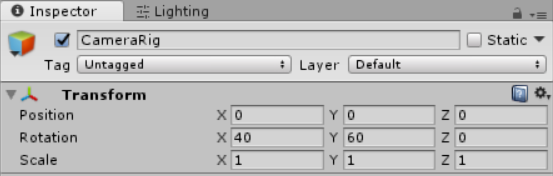 Inspector Lighting
CameraRig Static
Tag Untagged Layer Default
Transform
Position X 0 Y 0 Z 0
Rotation X 40 Y 60 Z 0
Scale X 1 Y 1 Z 1